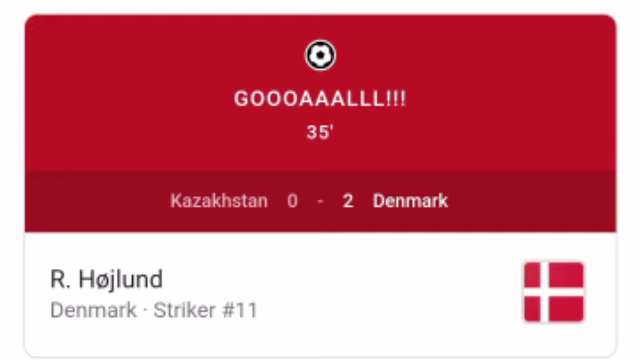 GOOOAAALLL!!!
35'
Kazakhstan 0 - 2 Denmark
R. Højlund
Denmark · Striker #11